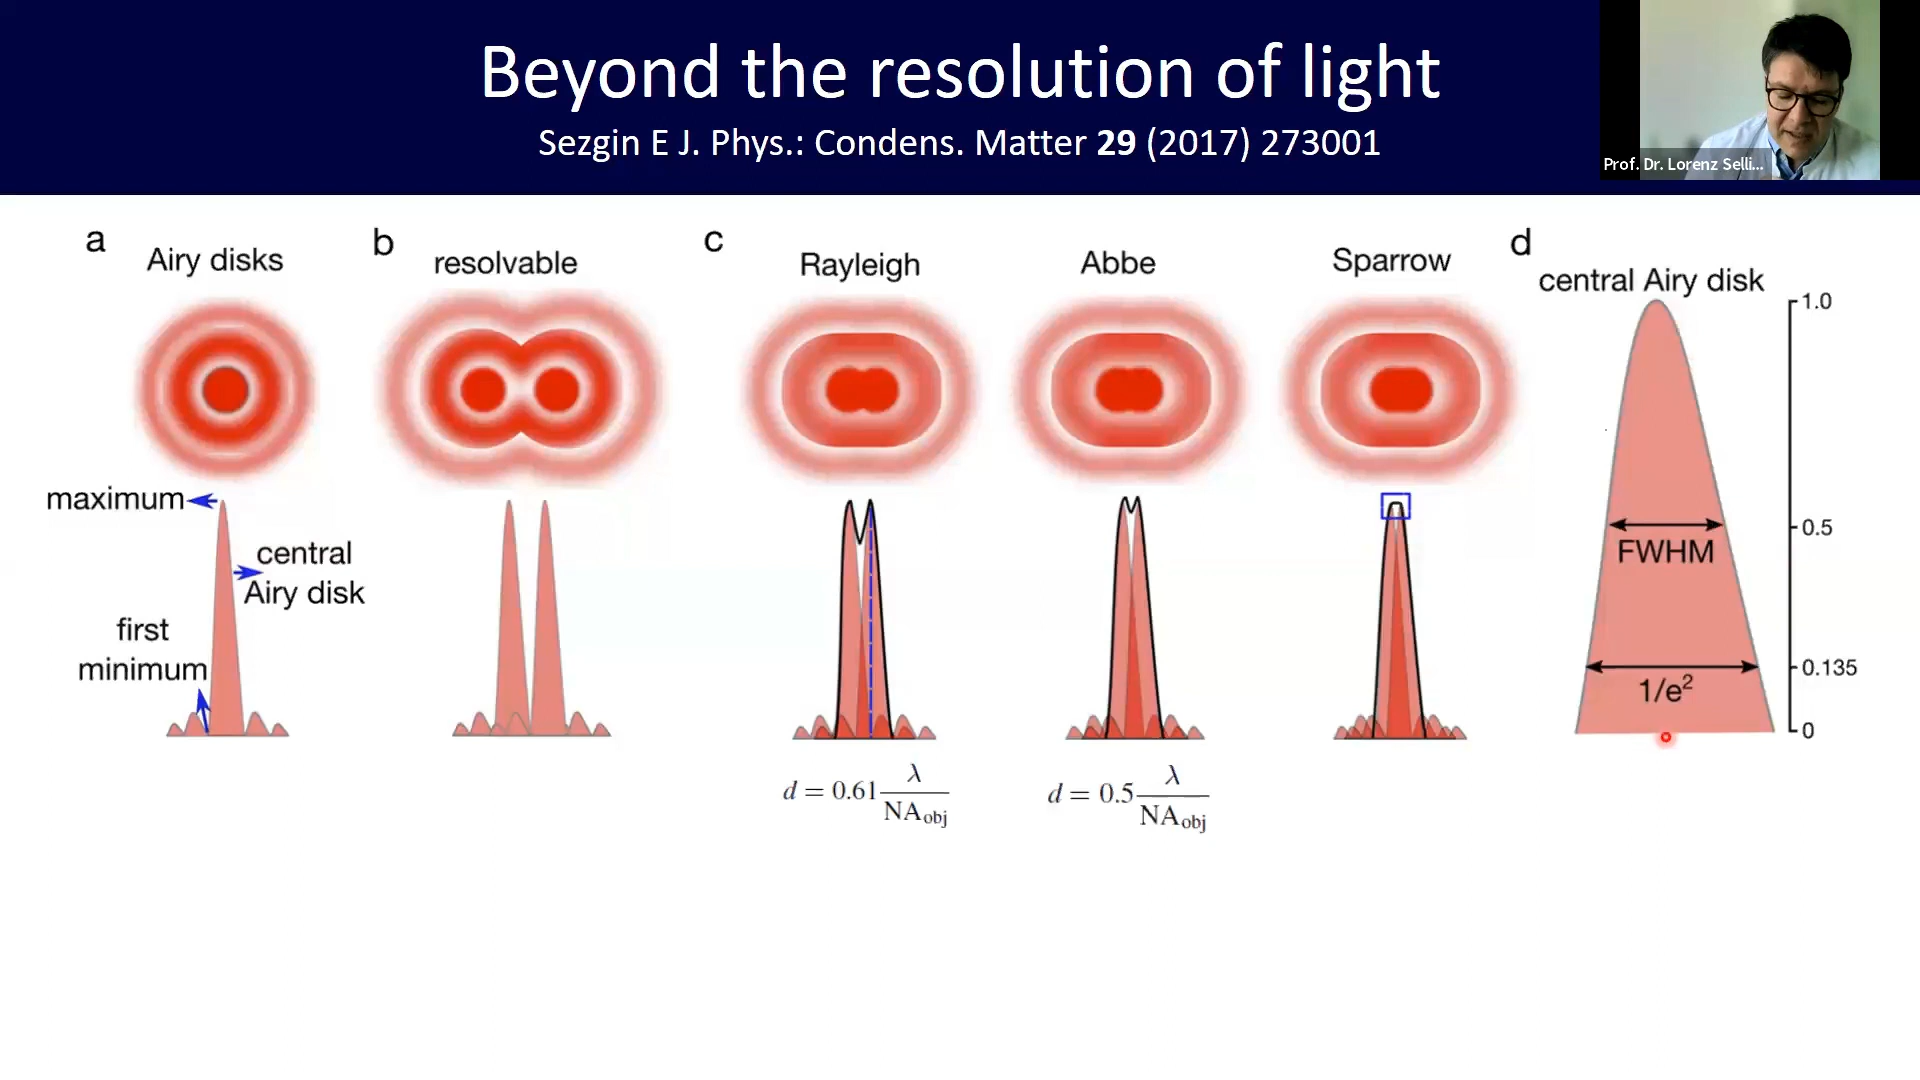 Beyond the resolution of light
Sezgin E J. Phys.: Condens. Matter 29 (2017) 273001
Prof. Dr. Lorenz Selli...
a
Airy disks
maximum
central
Airy disk
first
minimum
b
resolvable
c
Rayleigh
d = 0.61 λ / NAobj
Abbe
d = 0.5 λ / NAobj
Sparrow
d
central Airy disk
1.0
0.5
FWHM
0.135
1/e²
0